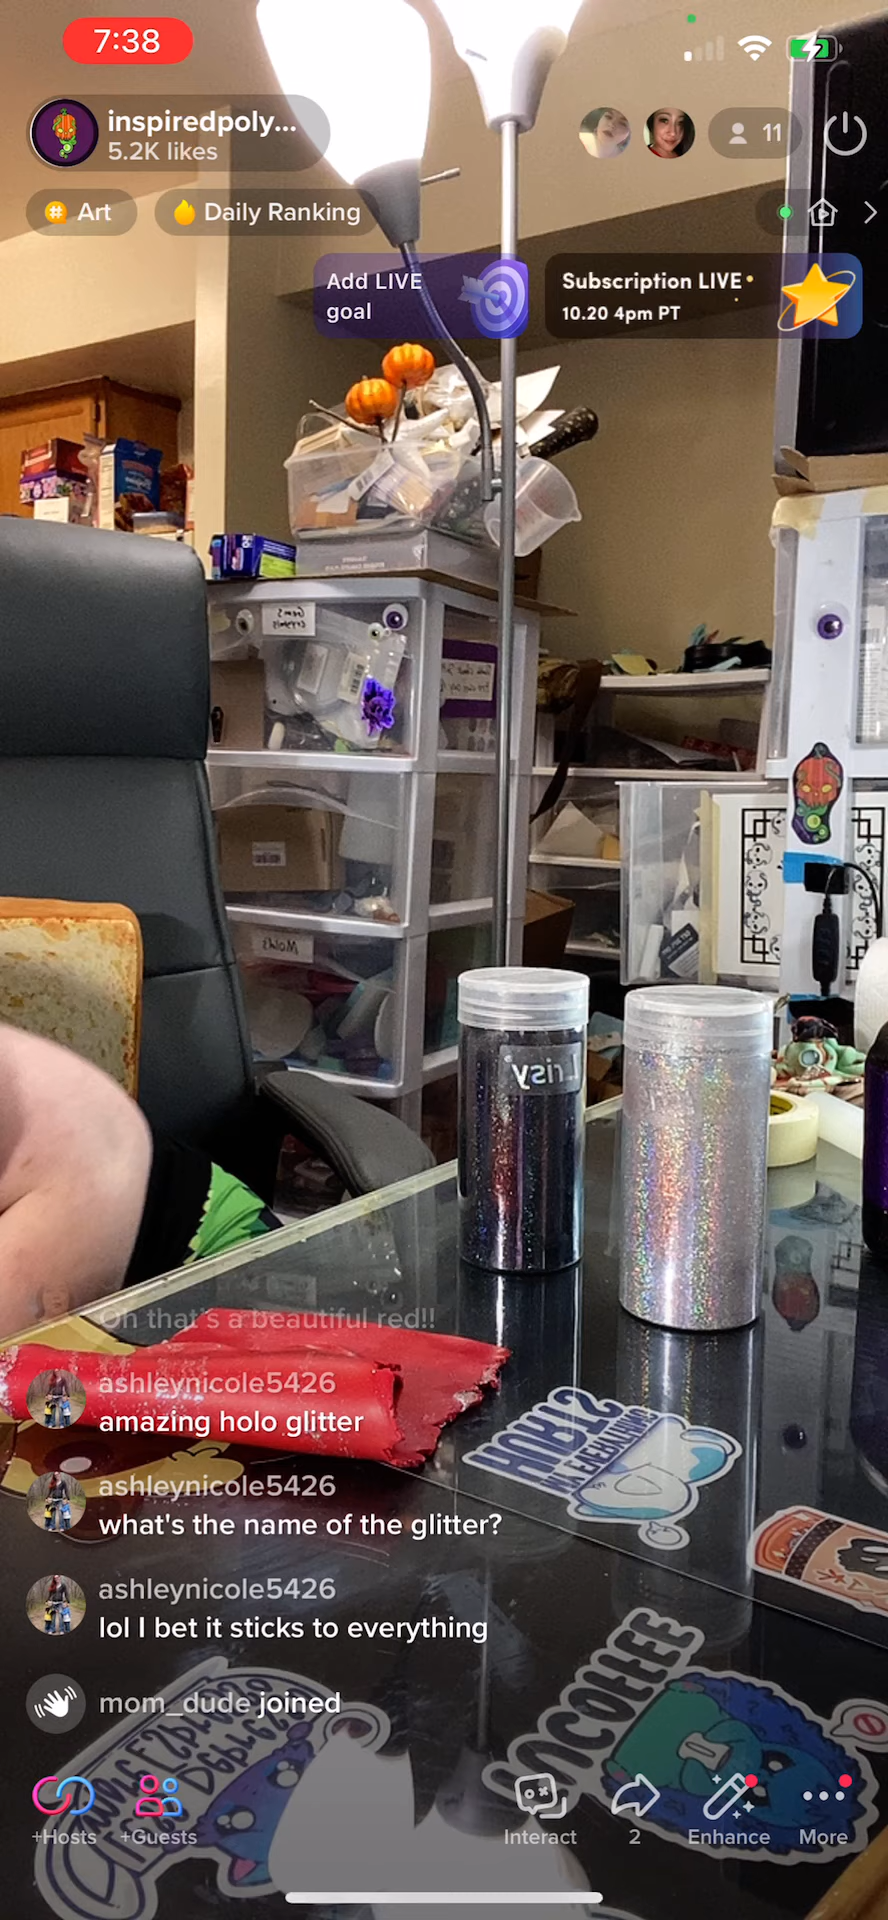 7:38
inspiredpoly...
5.2K likes
11
Art
Daily Ranking
Add LIVE
goal
Subscription LIVE
10.20 4pm PT
Molds
Oh that's a beautiful red!!
ashleynicole5426
amazing holo glitter
ashleynicole5426
what's the name of the glitter?
ashleynicole5426
lol I bet it sticks to everything
mom_dude joined
NOCOFFEE
+Hosts
+Guests
Interact
2
Enhance
More